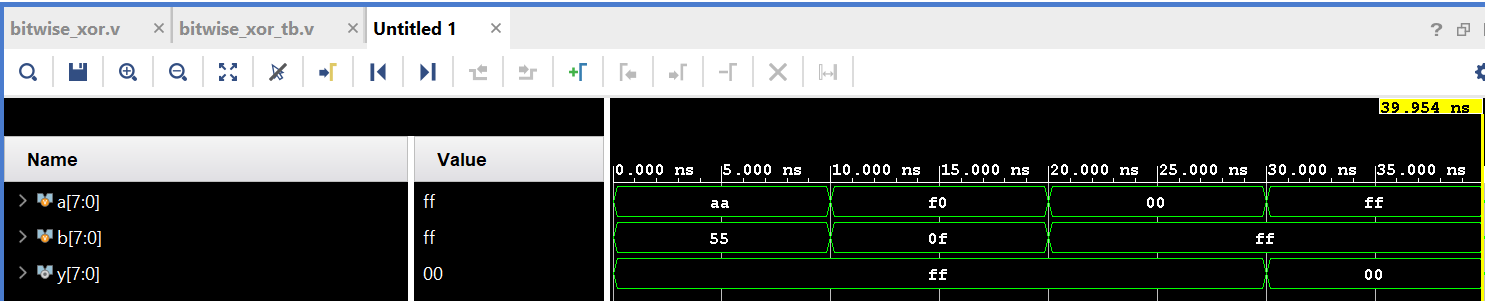 bitwise_xor.v × bitwise_xor_tb.v × Untitled 1 × ?
39.954 ns
Name Value 0.000 ns 5.000 ns 10.000 ns 15.000 ns 20.000 ns 25.000 ns 30.000 ns 35.000 ns
a[7:0] ff aa f0 00 ff
b[7:0] ff 55 0f ff
y[7:0] 00 ff 00